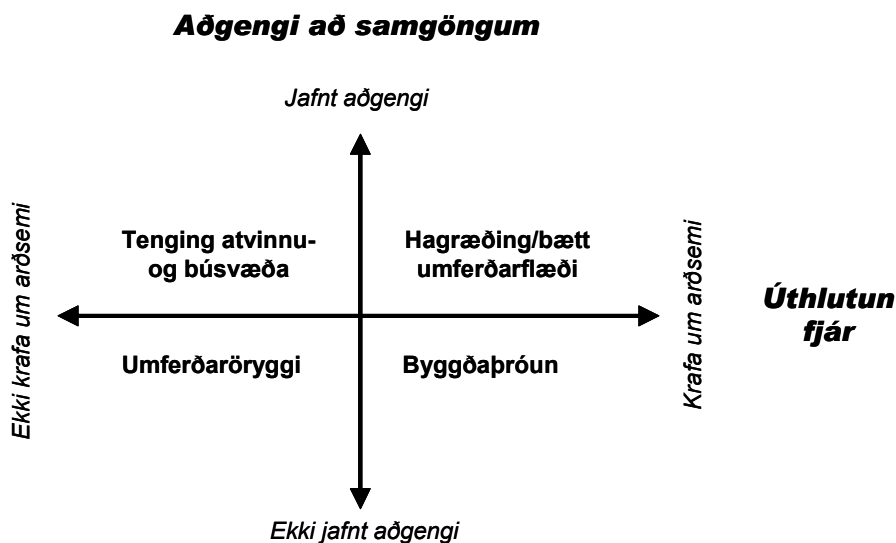 Aðgengi að samgöngum
Jafnt aðgengi
Ekki krafa um arðsemi
Tenging atvinnu-
og búsvæða
Hagræðing/bætt
umferðarflæði
Krafa um arðsemi
Úthlutun
fjár
Umferðaröryggi
Byggðaþróun
Ekki jafnt aðgengi